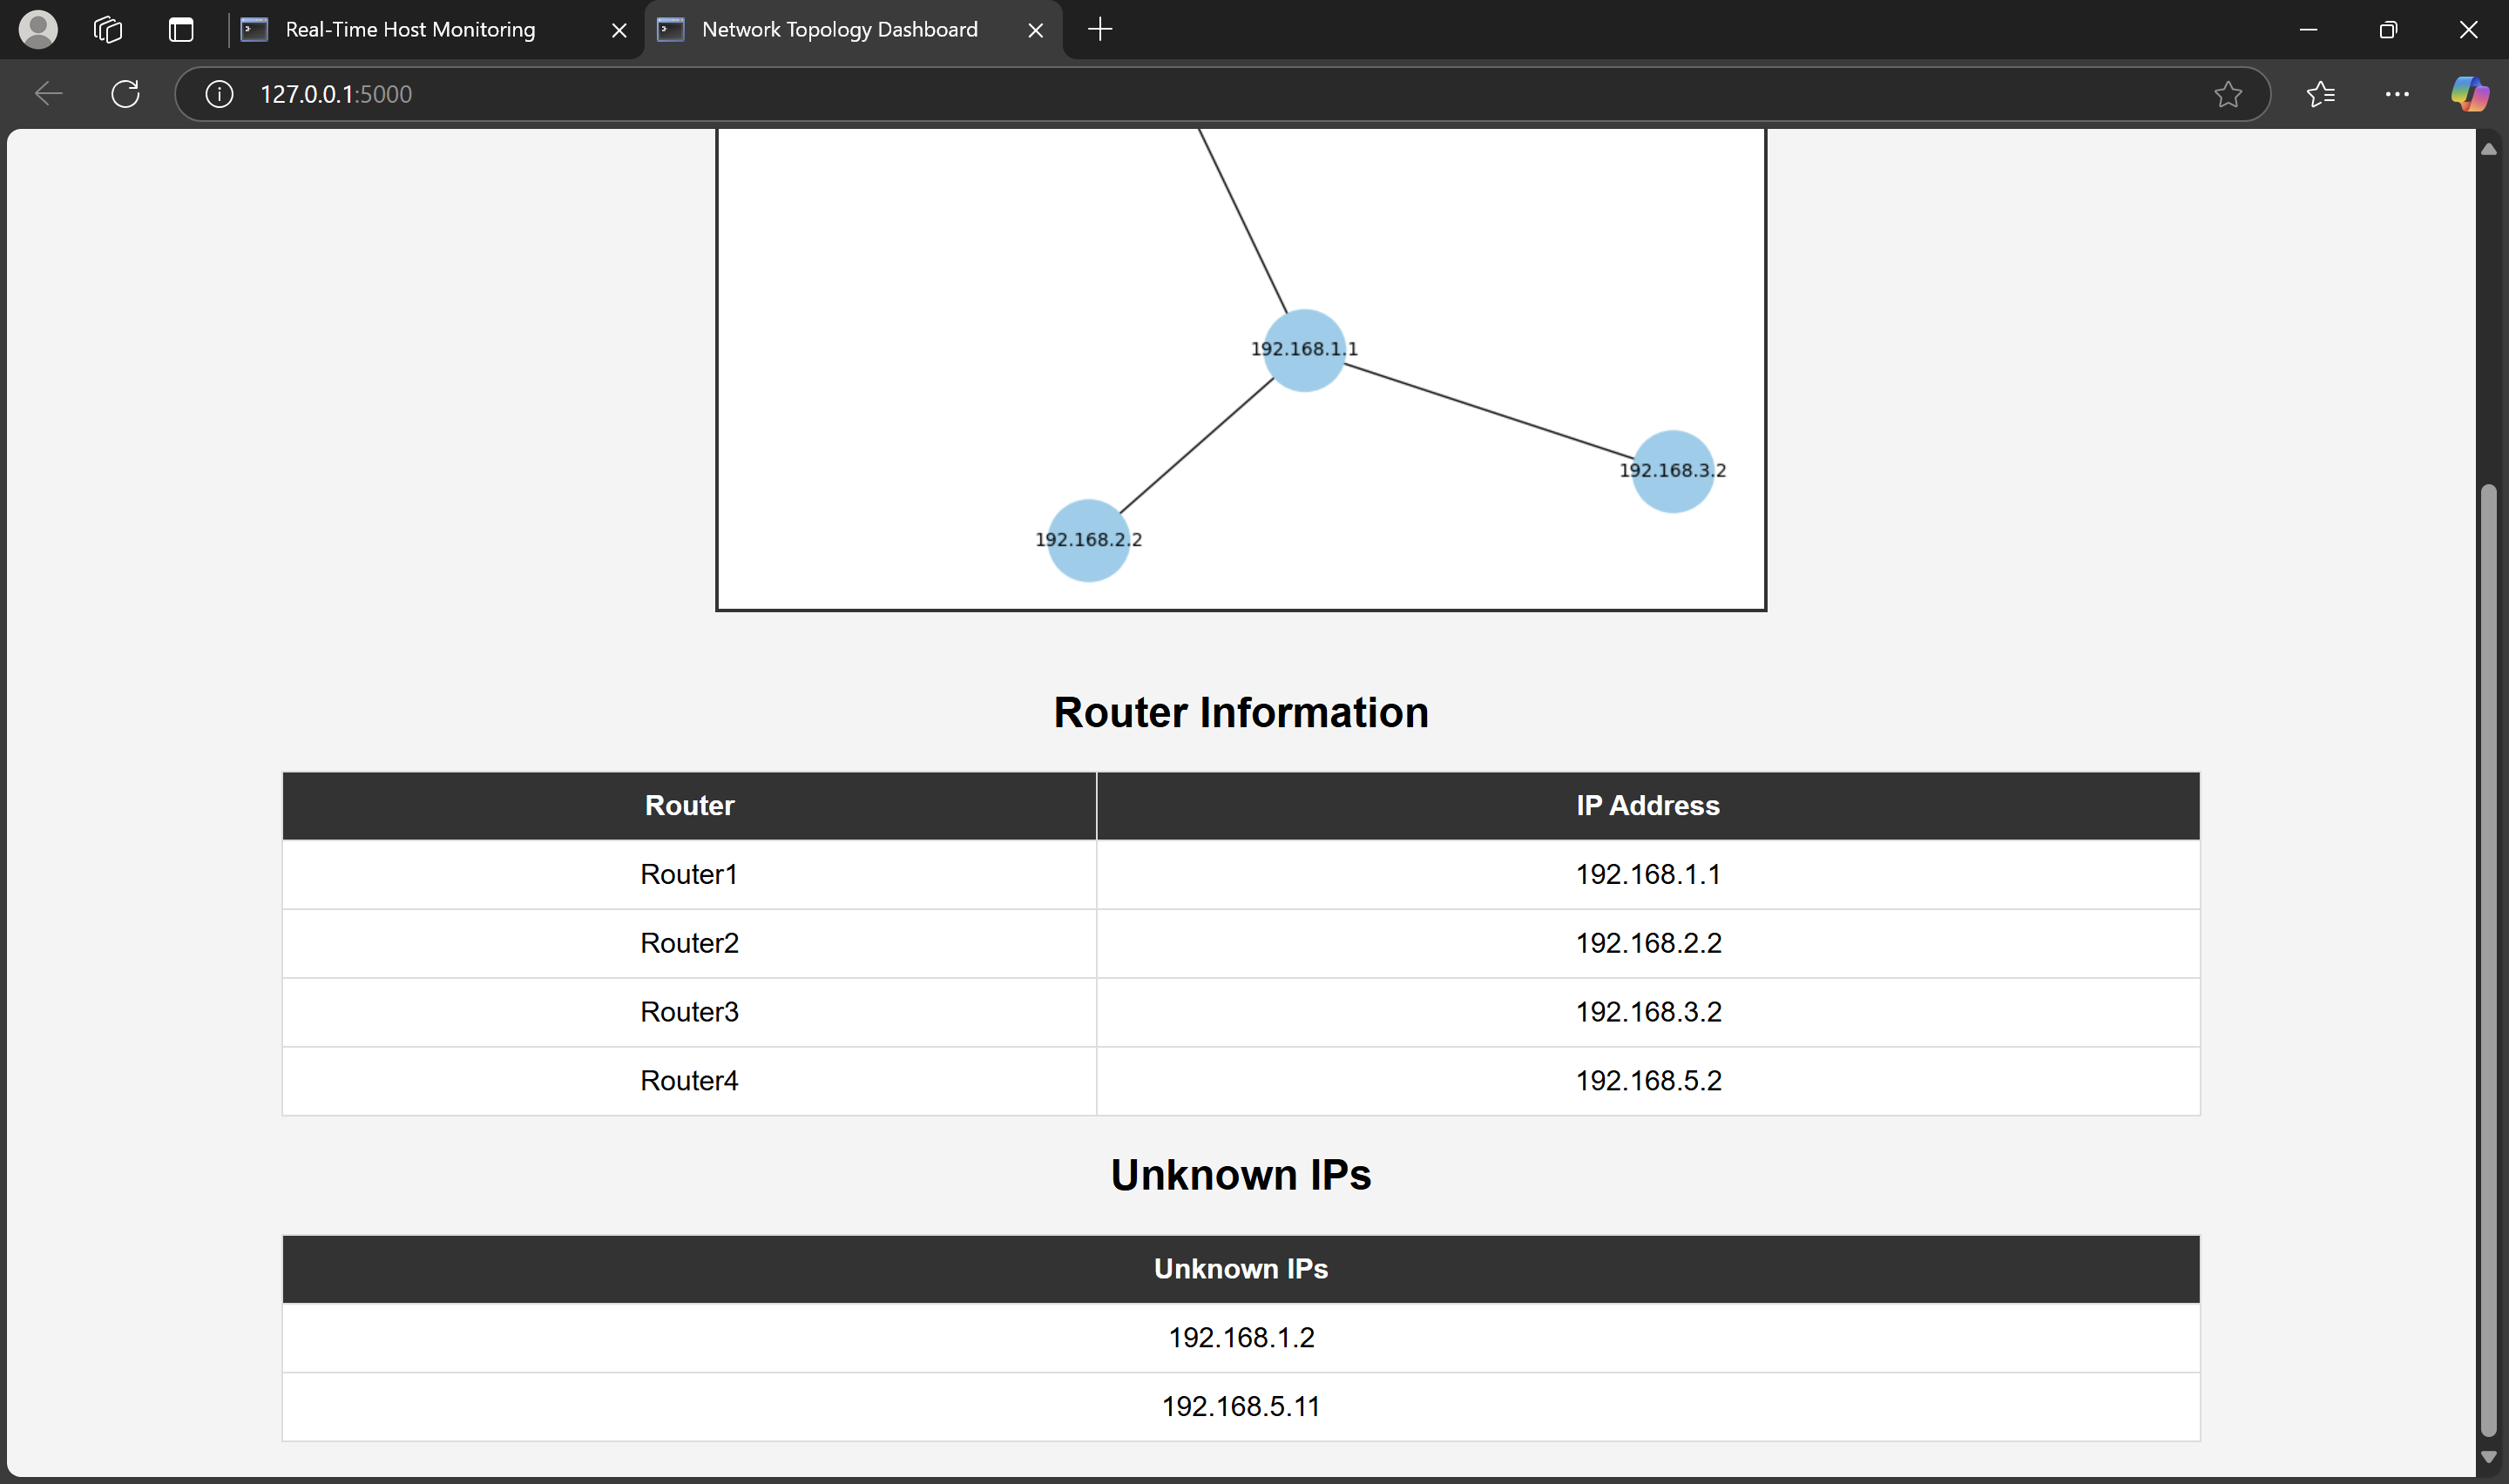 Real-Time Host Monitoring
Network Topology Dashboard
127.0.0.1:5000
192.168.1.1
192.168.3.2
192.168.2.2
Router Information
Router IP Address
Router1 192.168.1.1
Router2 192.168.2.2
Router3 192.168.3.2
Router4 192.168.5.2
Unknown IPs
Unknown IPs
192.168.1.2
192.168.5.11